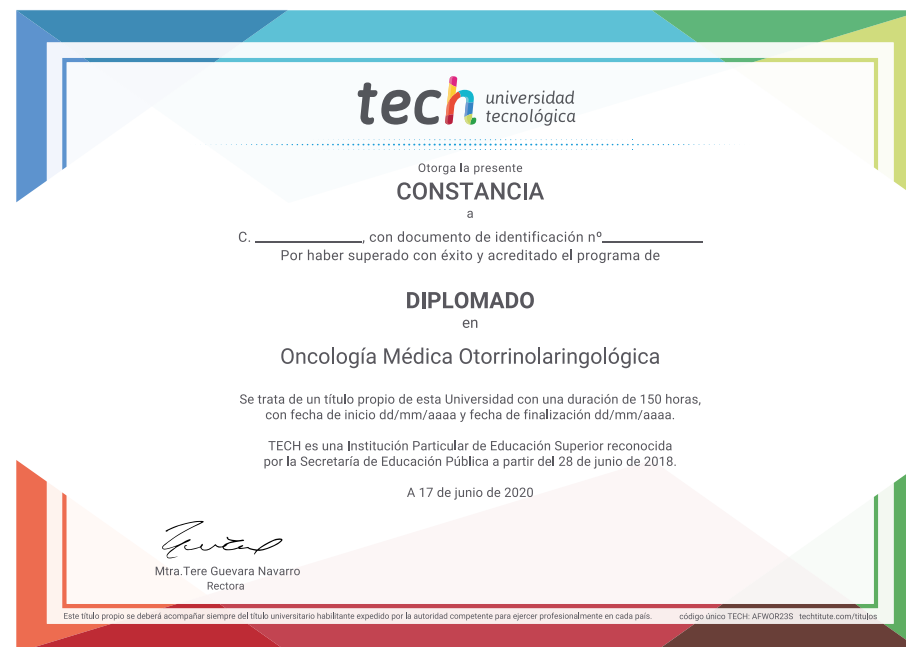 tech universidad
tecnológica
Otorga la presente
CONSTANCIA
a
C. ____________, con documento de identificación nº____________
Por haber superado con éxito y acreditado el programa de
DIPLOMADO
en
Oncología Médica Otorrinolaringológica
Se trata de un título propio de esta Universidad con una duración de 150 horas,
con fecha de inicio dd/mm/aaaa y fecha de finalización dd/mm/aaaa.
TECH es una Institución Particular de Educación Superior reconocida
por la Secretaría de Educación Pública a partir del 28 de junio de 2018.
A 17 de junio de 2020
Mtra.Tere Guevara Navarro
Rectora
Este título propio se deberá acompañar siempre del título universitario habilitante expedido por la autoridad competente para ejercer profesionalmente en cada país. código único TECH: AFWOR23S techtitute.com/titulos